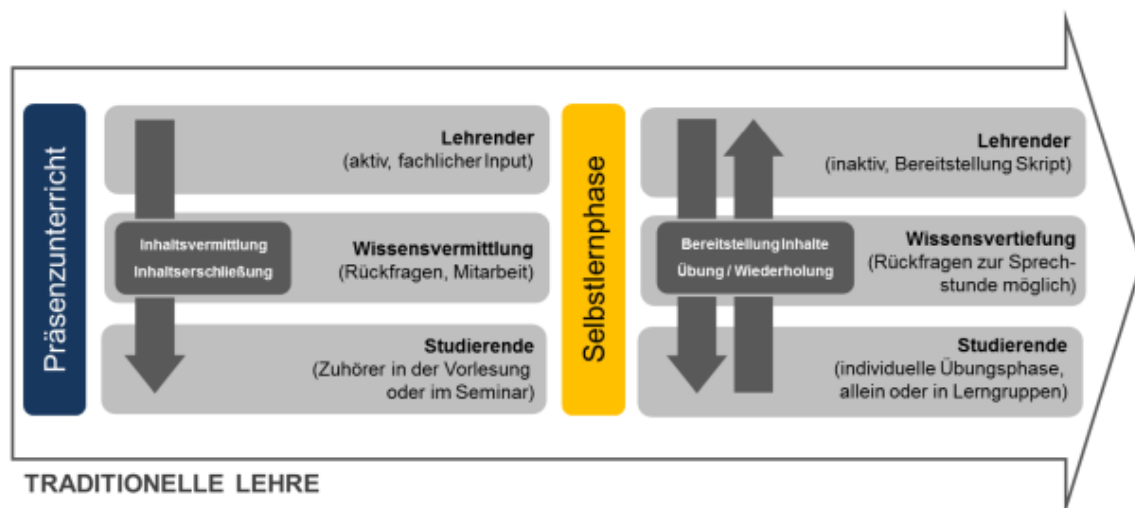 Präsenzunterricht
Lehrender
(aktiv, fachlicher Input)
Inhaltsvermittlung
Inhaltserschließung
Wissensvermittlung
(Rückfragen, Mitarbeit)
Studierende
(Zuhörer in der Vorlesung
oder im Seminar)
Selbstlernphase
Lehrender
(inaktiv, Bereitstellung Skript)
Bereitstellung Inhalte
Übung / Wiederholung
Wissensvertiefung
(Rückfragen zur Sprech-
stunde möglich)
Studierende
(individuelle Übungsphase,
allein oder in Lerngruppen)
TRADITIONELLE LEHRE